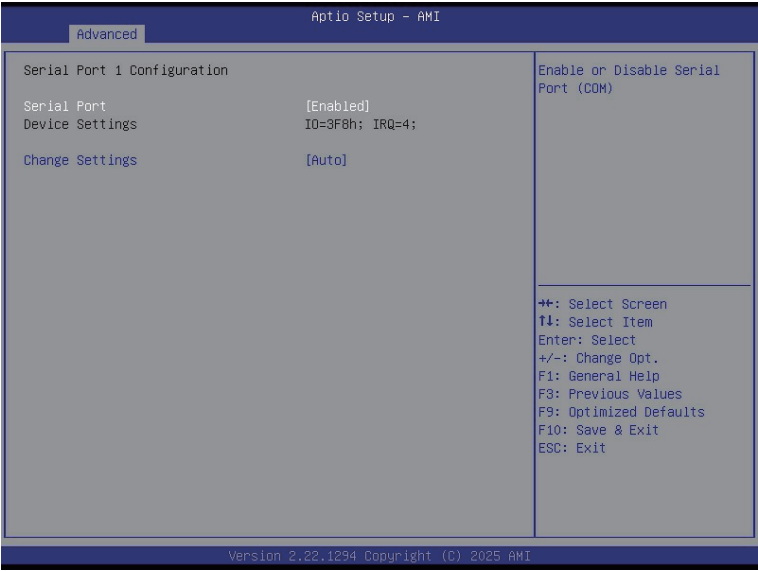 Aptio Setup - AMI
Advanced
Serial Port 1 Configuration
Serial Port [Enabled]
Device Settings IO=3F8h; IRQ=4;
Change Settings [Auto]
Enable or Disable Serial
Port (COM)
→←: Select Screen
↑↓: Select Item
Enter: Select
+/-: Change Opt.
F1: General Help
F3: Previous Values
F9: Optimized Defaults
F10: Save & Exit
ESC: Exit
Version 2.22.1294 Copyright (C) 2025 AMI